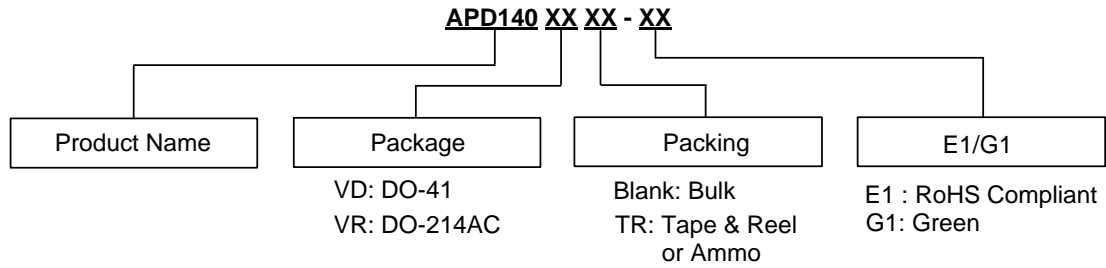 APD140 XX XX - XX
Product Name
Package
Packing
E1/G1
VD: DO-41
VR: DO-214AC
Blank: Bulk
TR: Tape & Reel
or Ammo
E1 : RoHS Compliant
G1: Green